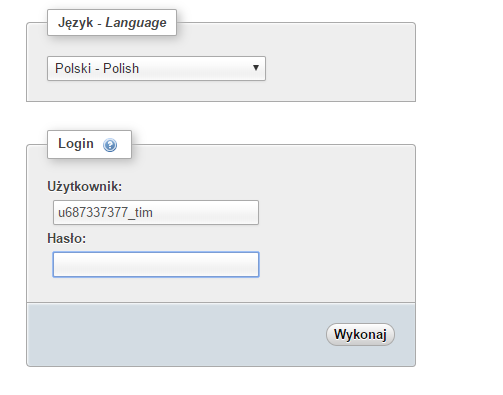 Język - Language
Polski - Polish
Login
Użytkownik:
u687337377_tim
Hasło:
Wykonaj